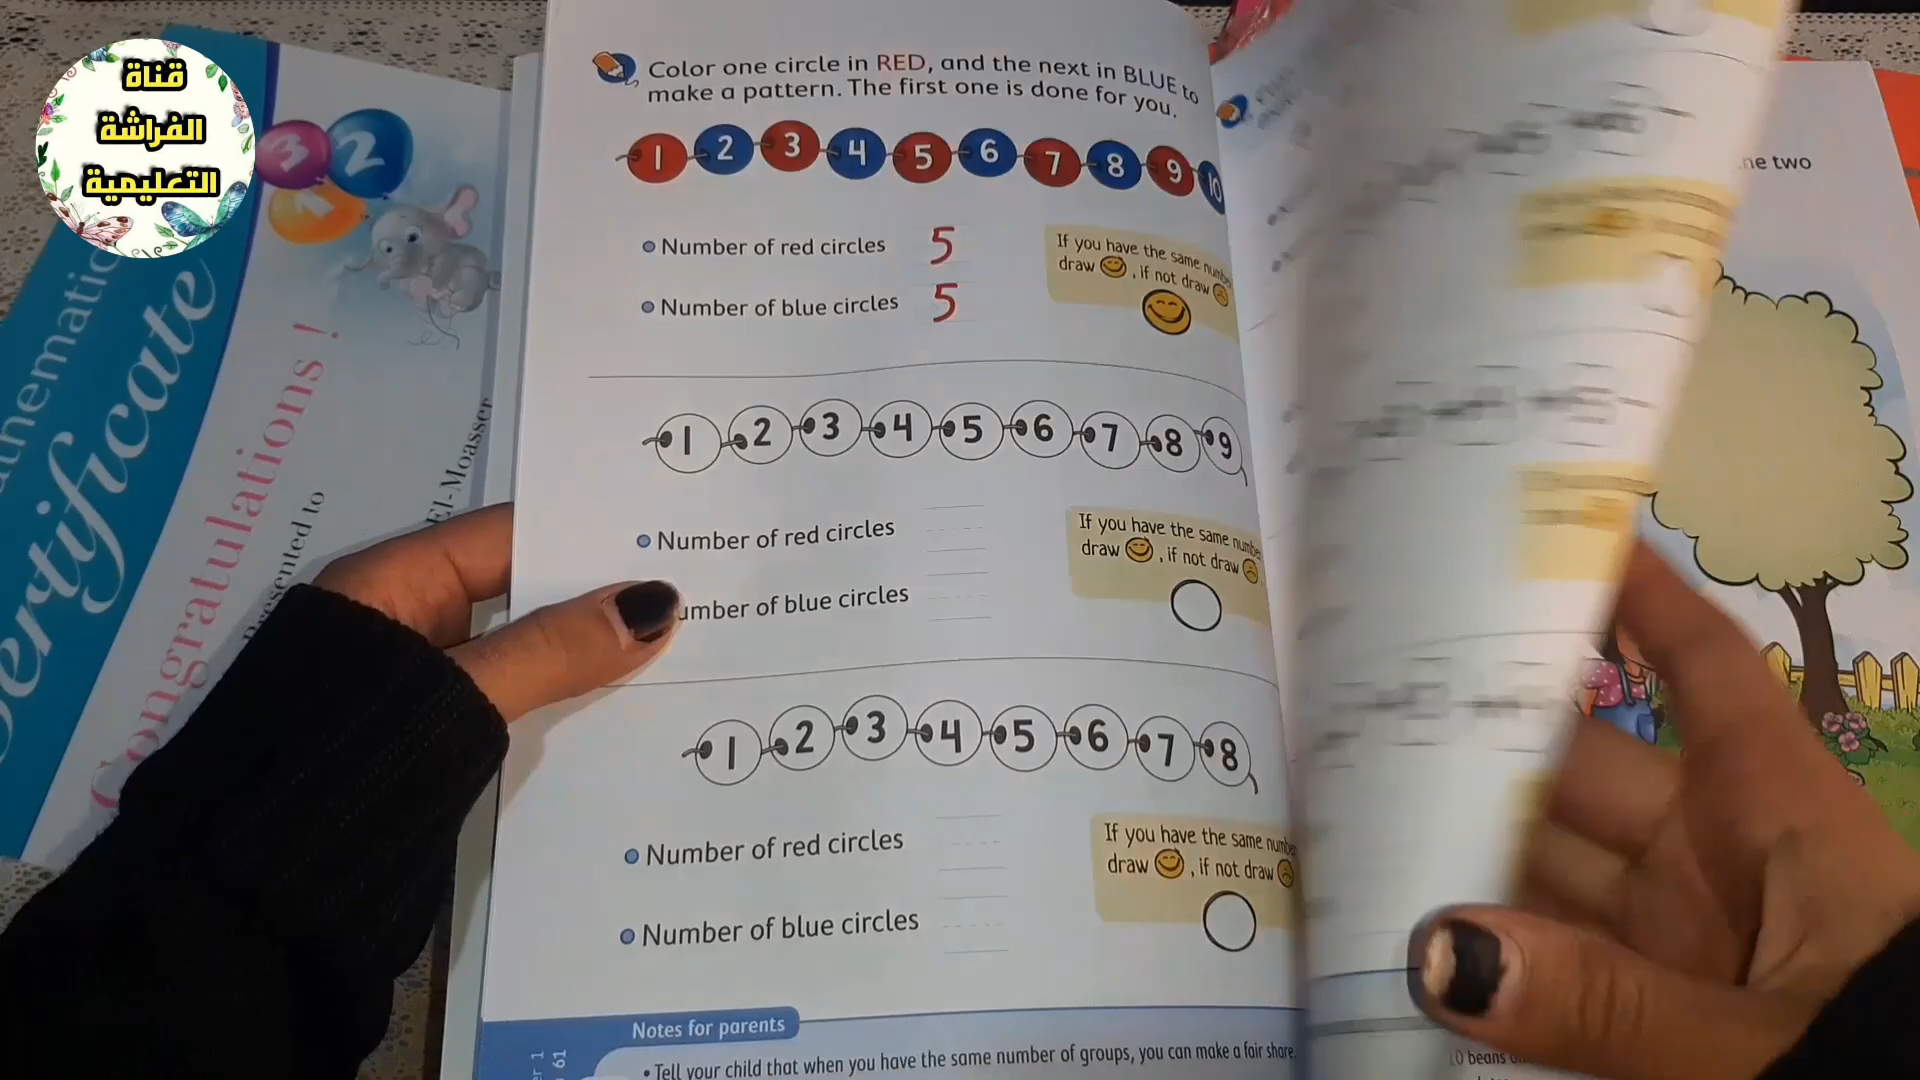 قناة
الفراشة
التعليمية
3 2
1
Certificate
Congratulations !
Presented to
El-Moasser
Color one circle in RED, and the next in BLUE to
make a pattern. The first one is done for you.
1 2 3 4 5 6 7 8 9 10
Number of red circles 5
Number of blue circles 5
If you have the same number
draw , if not draw
1 2 3 4 5 6 7 8 9
Number of red circles
umber of blue circles
If you have the same number
draw , if not draw
1 2 3 4 5 6 7 8
Number of red circles
Number of blue circles
If you have the same number
draw , if not draw
Notes for parents
• Tell your child that when you have the same number of groups, you can make a fair share.
61
two
10 beans